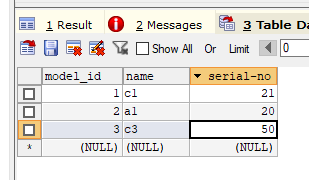 1 Result 2 Messages 3 Table Da
Show All Or Limit 0
model_id name serial-no
1 c1 21
2 a1 20
3 c3 50
* (NULL) (NULL) (NULL)